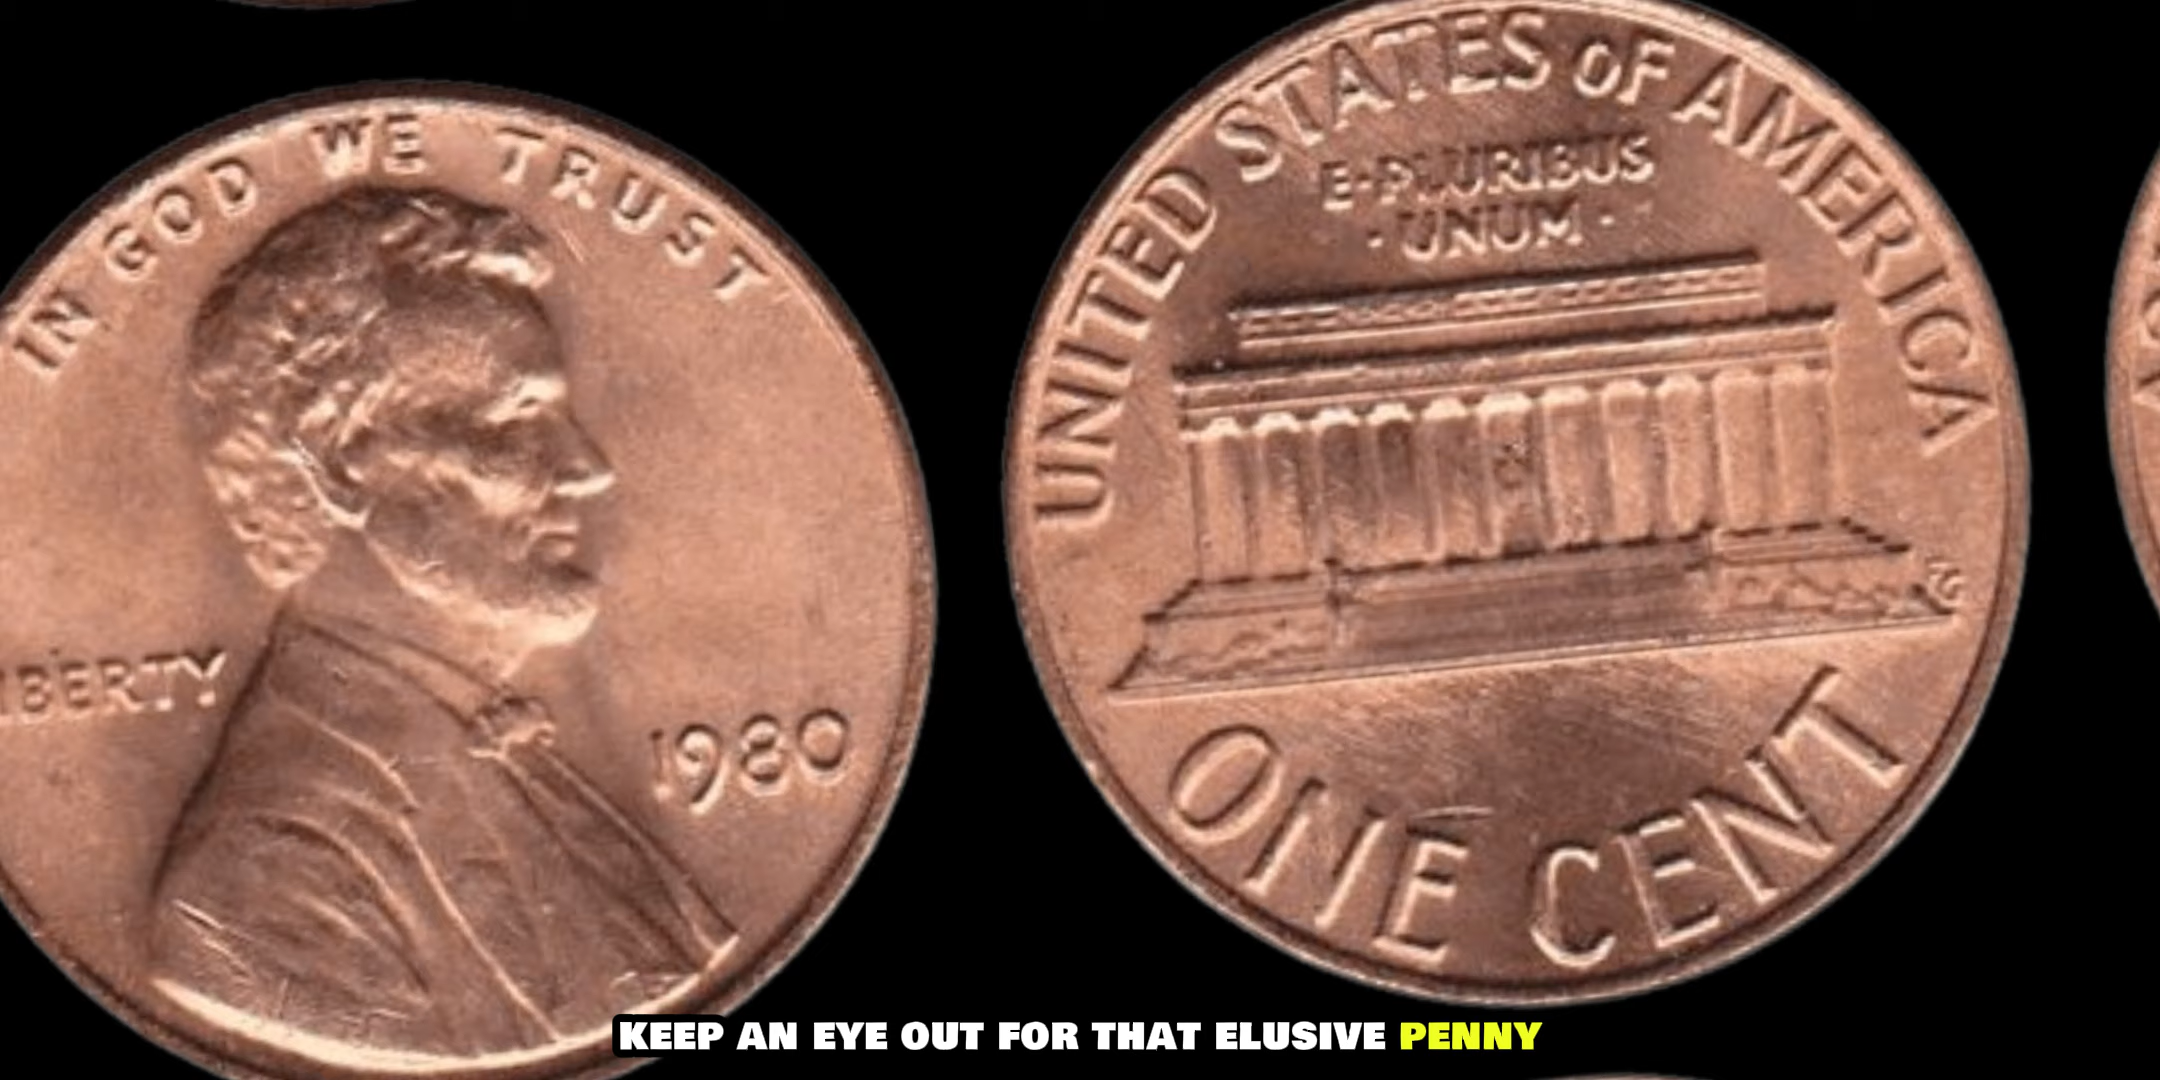 IN GOD WE TRUST
IBERTY
1980
UNITED STATES OF AMERICA
E·PLURIBUS
·UNUM·
ONE CENT
KEEP AN EYE OUT FOR THAT ELUSIVE PENNY